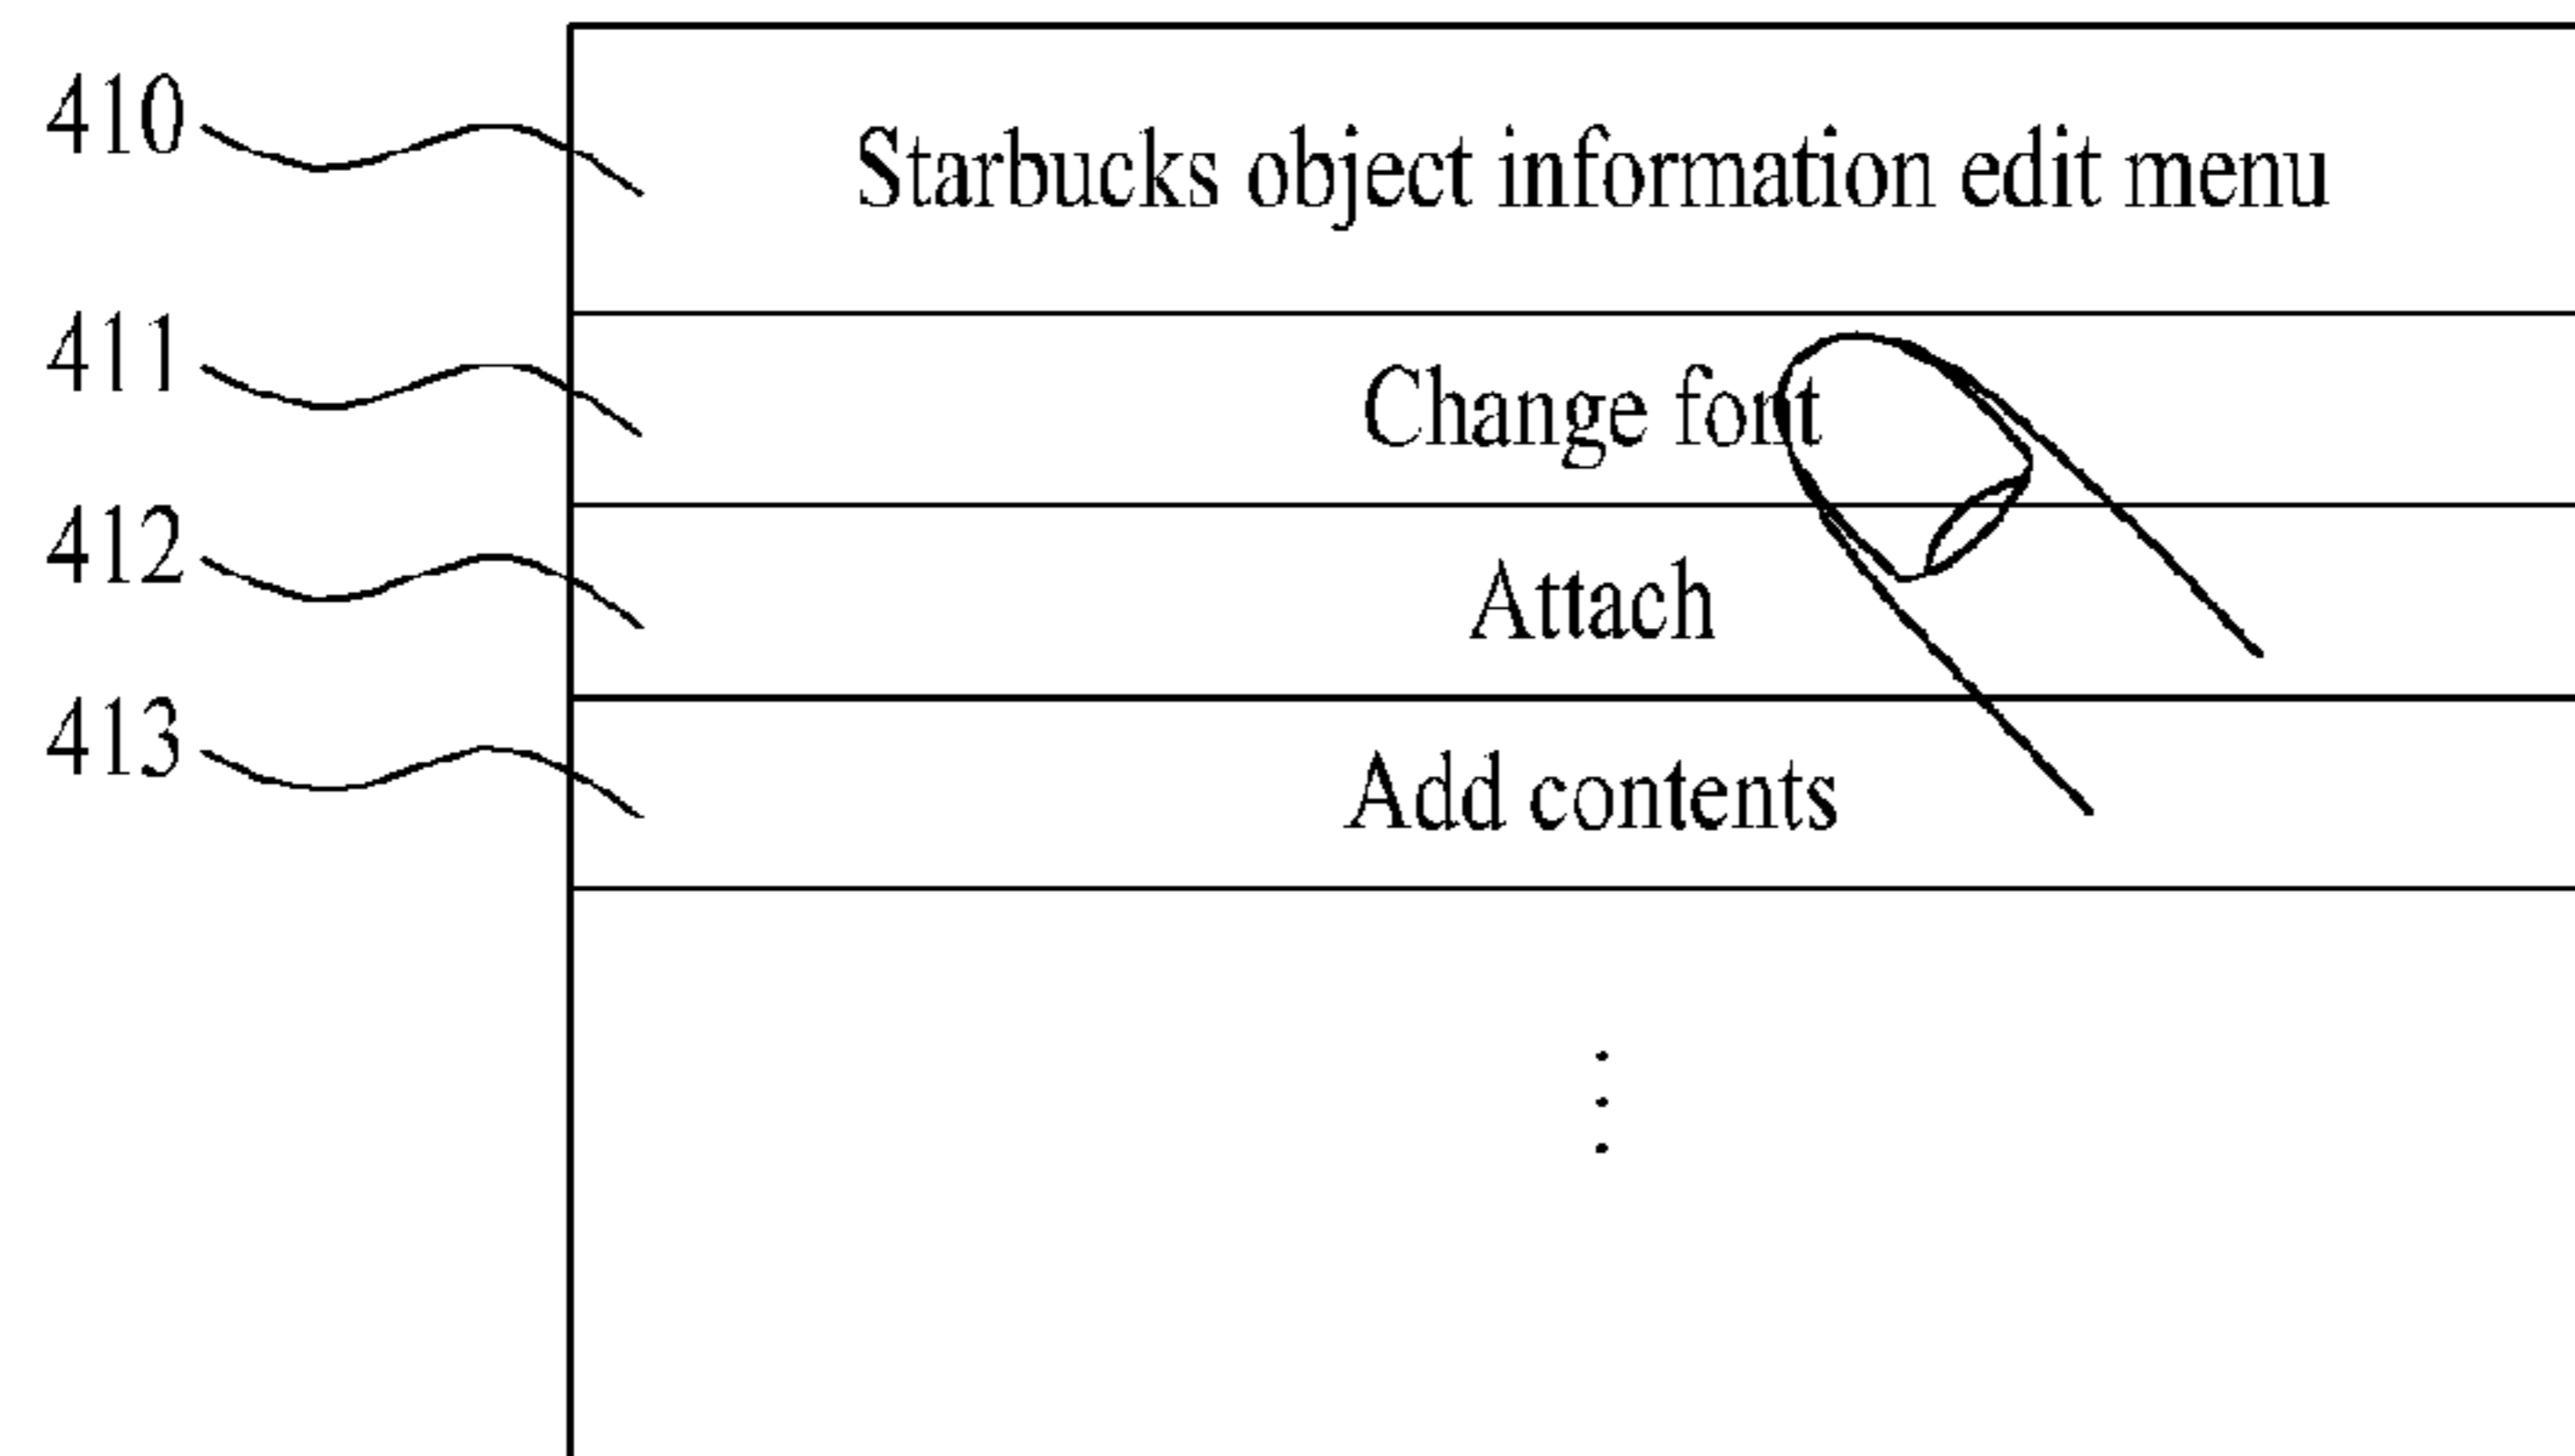 410 Starbucks object information edit menu
411 Change font
412 Attach
413 Add contents